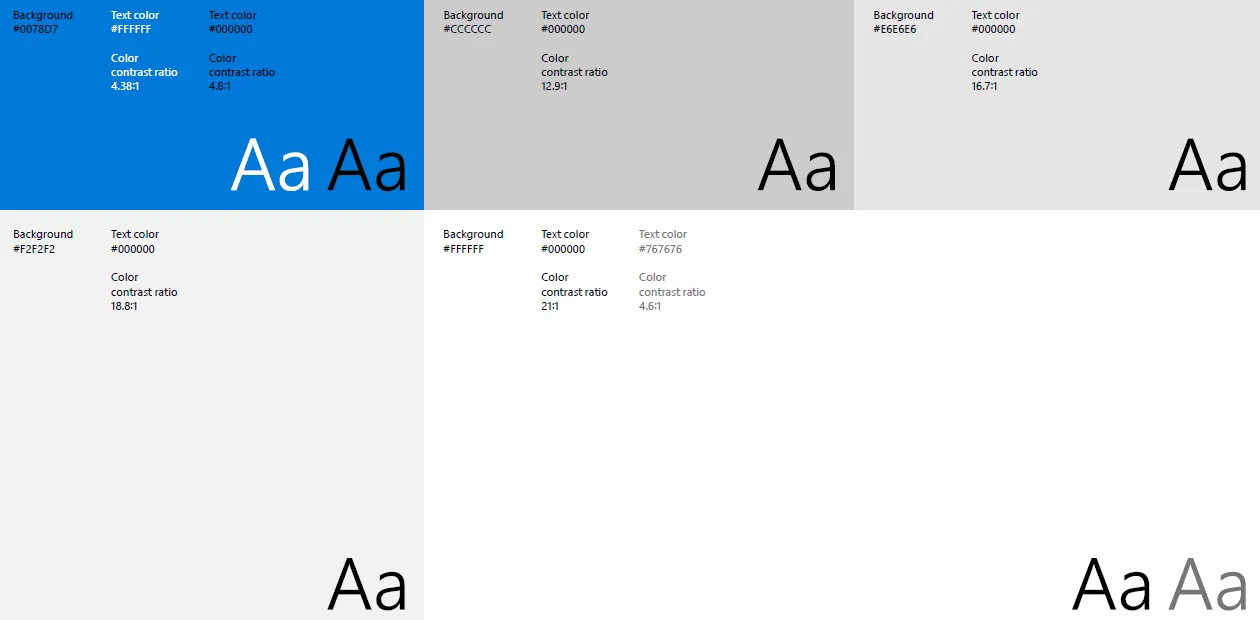 Background
#0078D7
Text color
#FFFFFF
Color
contrast ratio
4.38:1
Text color
#000000
Color
contrast ratio
4.8:1
Aa Aa
Background
#CCCCCC
Text color
#000000
Color
contrast ratio
12.9:1
Aa
Background
#E6E6E6
Text color
#000000
Color
contrast ratio
16.7:1
Aa
Background
#F2F2F2
Text color
#000000
Color
contrast ratio
18.8:1
Aa
Background
#FFFFFF
Text color
#000000
Color
contrast ratio
21:1
Text color
#767676
Color
contrast ratio
4.6:1
Aa Aa